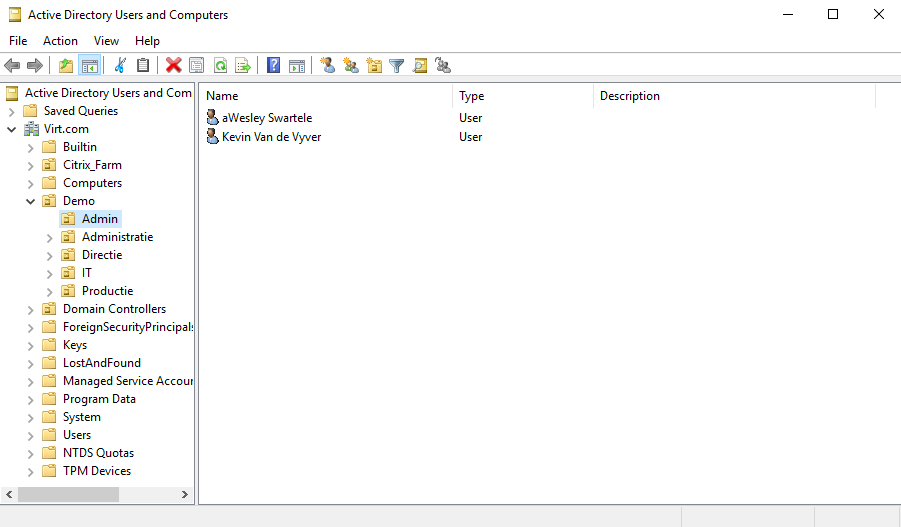 Active Directory Users and Computers
File Action View Help
Active Directory Users and Com
Saved Queries
Virt.com
Builtin
Citrix_Farm
Computers
Demo
Admin
Administratie
Directie
IT
Productie
Domain Controllers
ForeignSecurityPrincipals
Keys
LostAndFound
Managed Service Accour
Program Data
System
Users
NTDS Quotas
TPM Devices
Name Type Description
aWesley Swartele User
Kevin Van de Vyver User